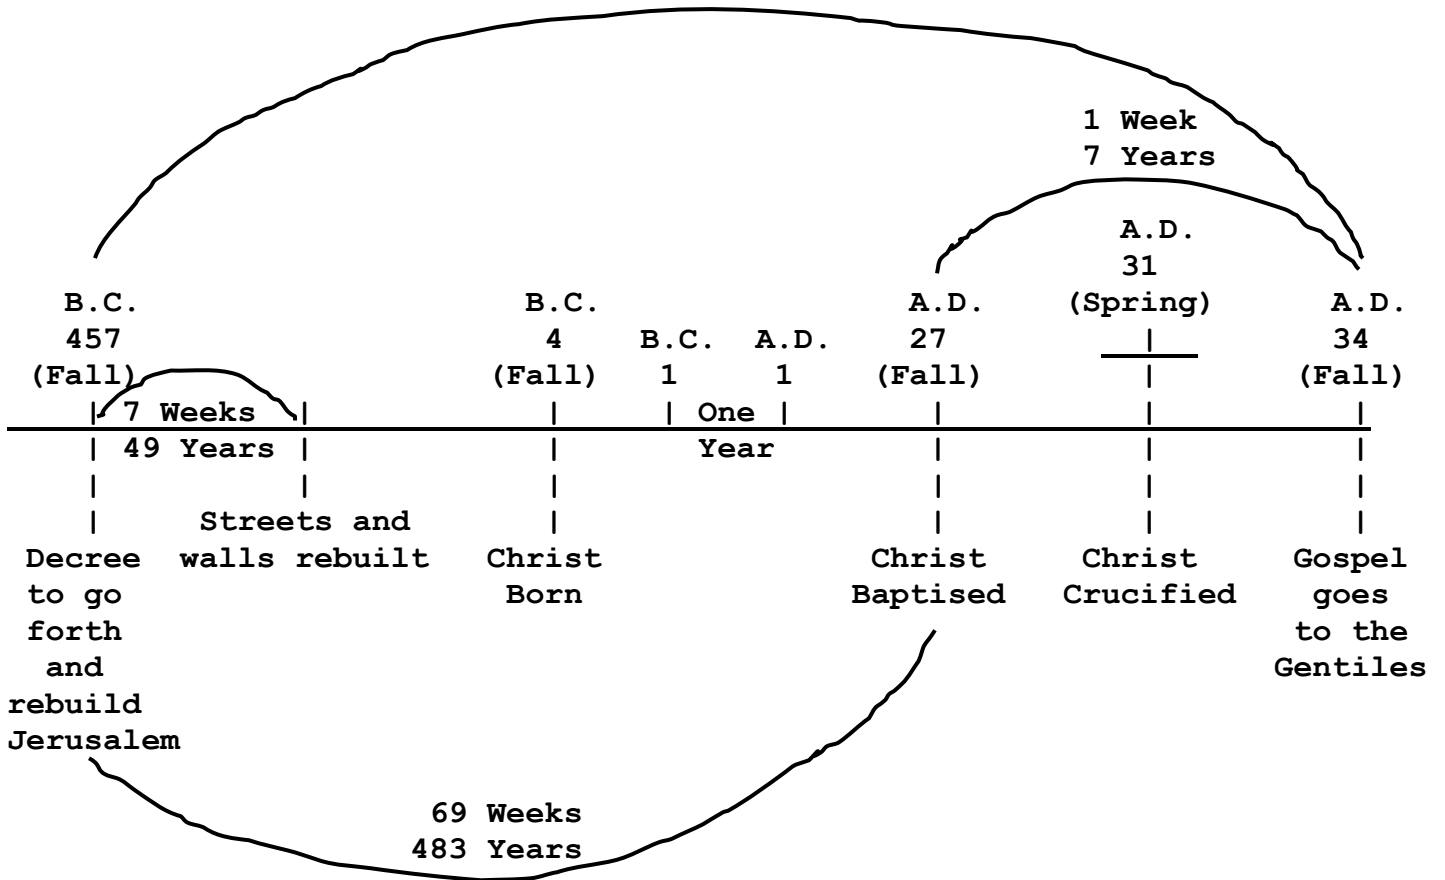 1 Week
7 Years
A.D.
31
B.C. B.C. A.D. (Spring) A.D.
457 4 B.C. A.D. 27 34
(Fall) (Fall) 1 1 (Fall) (Fall)
7 Weeks One
49 Years Year
Streets and
Decree walls rebuilt Christ Christ Christ Gospel
to go Born Baptised Crucified goes
forth to the
and Gentiles
rebuild
Jerusalem
69 Weeks
483 Years